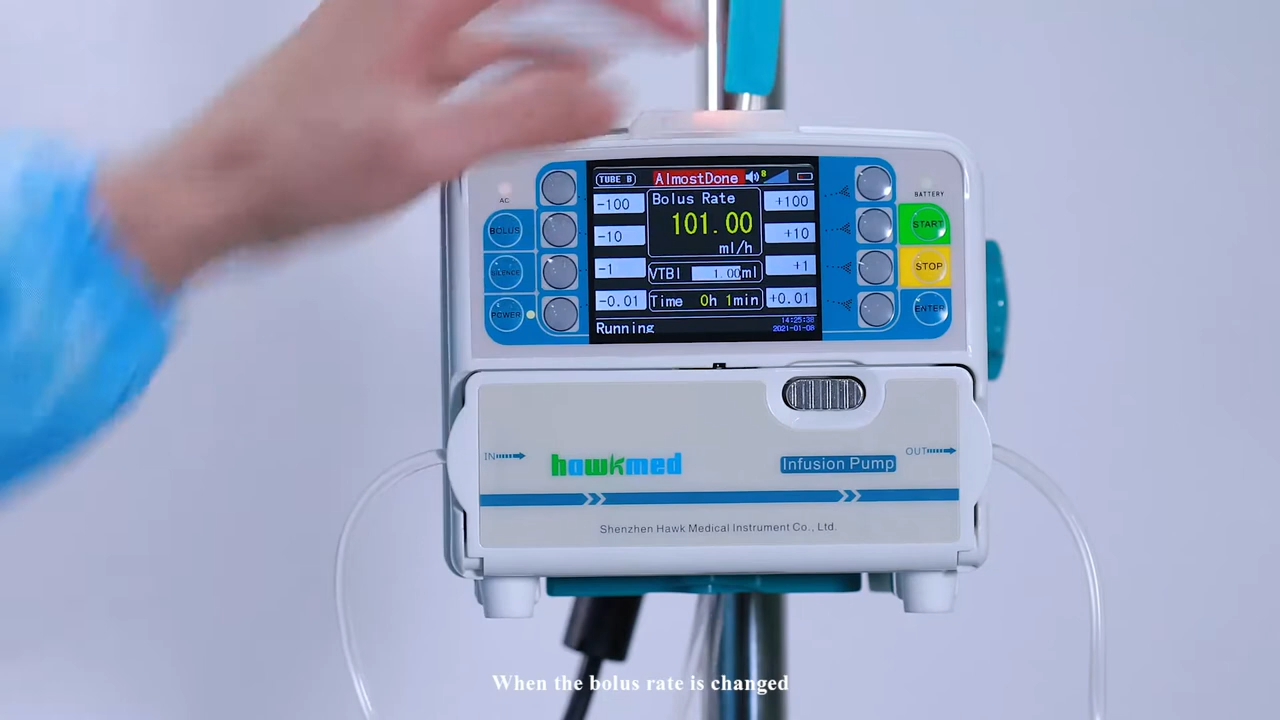 TUBE B AlmostDone 8
-100 Bolus Rate +100
101.00
-10 ml/h +10
-1 VTBI 1.00ml +1
-0.01 Time 0h 1min +0.01
Running 14:25:38
2021-01-08
AC
BOLUS
SILENCE
POWER
BATTERY
START
STOP
ENTER
IN
hawkmed
Infusion Pump
OUT
Shenzhen Hawk Medical Instrument Co., Ltd.
When the bolus rate is changed